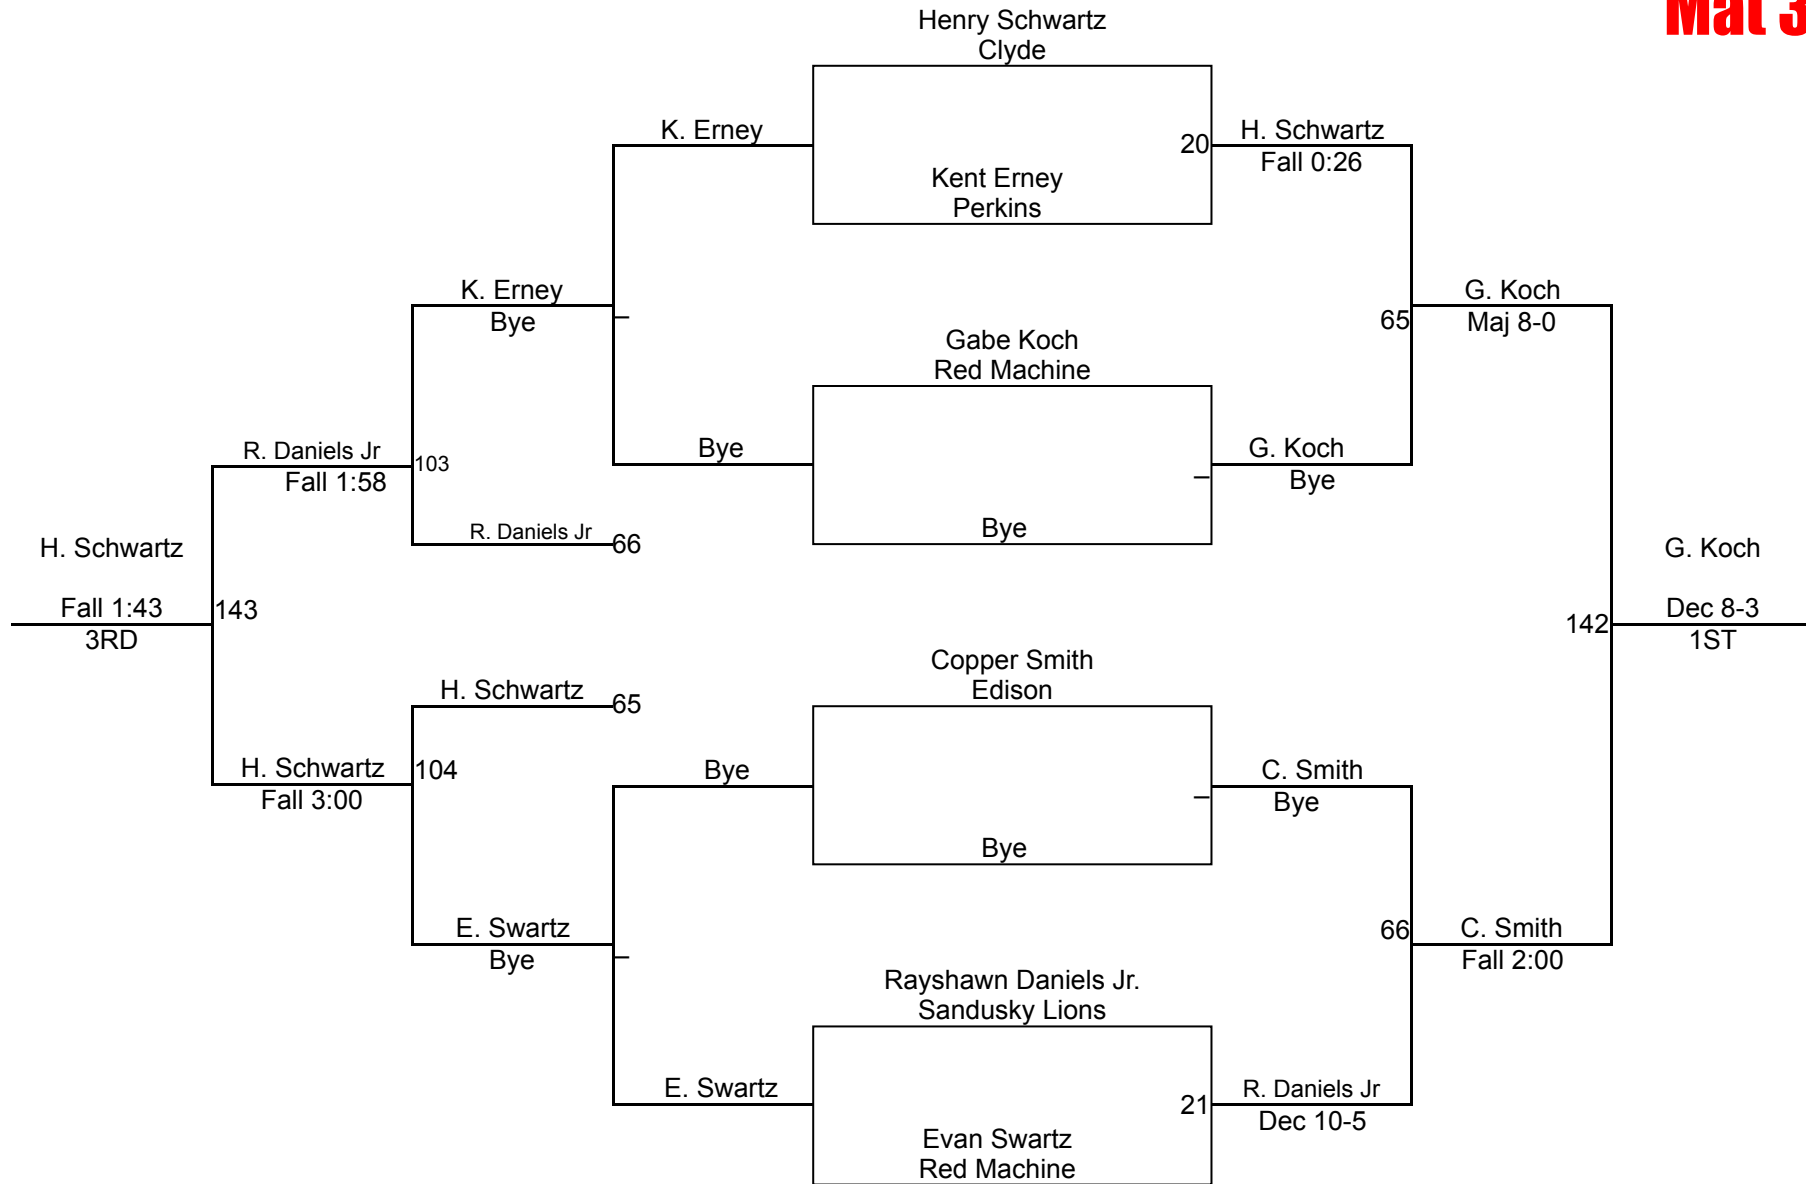 Mat 3
Henry Schwartz
Clyde
K. Erney
20
H. Schwartz
Fall 0:26
Kent Erney
Perkins
K. Erney
Bye
G. Koch
Maj 8-0
65
Gabe Koch
Red Machine
R. Daniels Jr
Fall 1:58
103
Bye
G. Koch
Bye
R. Daniels Jr
66
Bye
H. Schwartz
Fall 1:43
3RD
143
G. Koch
Dec 8-3
1ST
142
Copper Smith
Edison
H. Schwartz
65
H. Schwartz
Fall 3:00
104
Bye
C. Smith
Bye
Bye
E. Swartz
Bye
66
C. Smith
Fall 2:00
Rayshawn Daniels Jr.
Sandusky Lions
E. Swartz
21
R. Daniels Jr
Dec 10-5
Evan Swartz
Red Machine